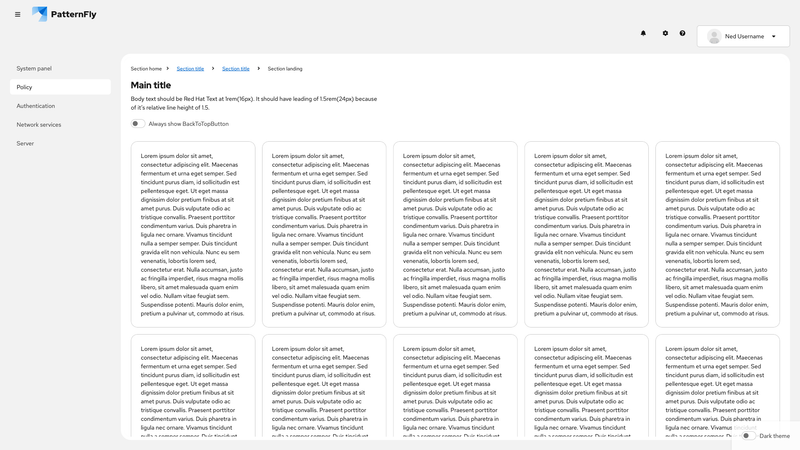 PatternFly
Ned Username
System panel
Policy
Authentication
Network services
Server
Section home
Section title
Section title
Section landing
Main title
Body text should be Red Hat Text at 1rem(16px). It should have leading of 1.5rem(24px) because
of it's relative line height of 1.5.
Always show BackToTopButton
Lorem ipsum dolor sit amet,
consectetur adipiscing elit. Maecenas
fermentum et urna eget semper. Sed
tincidunt purus diam, id sollicitudin est
pellentesque eget. Ut eget massa
dignissim dolor pretium finibus at sit
amet purus. Duis vulputate odio ac
tristique convallis. Praesent porttitor
condimentum varius. Duis pharetra in
ligula nec ornare. Vivamus tincidunt
nulla a semper semper. Duis tincidunt
gravida elit non vehicula. Nunc eu sem
venenatis, lobortis lorem sed,
consectetur erat. Nulla accumsan, justo
ac fringilla imperdiet, risus magna mollis
libero, sit amet malesuada quam enim
vel odio. Nullam vitae feugiat sem.
Suspendisse potenti. Mauris dolor enim,
pretium a pulvinar ut, commodo at risus.
Lorem ipsum dolor sit amet,
consectetur adipiscing elit. Maecenas
fermentum et urna eget semper. Sed
tincidunt purus diam, id sollicitudin est
pellentesque eget. Ut eget massa
dignissim dolor pretium finibus at sit
amet purus. Duis vulputate odio ac
tristique convallis. Praesent porttitor
condimentum varius. Duis pharetra in
ligula nec ornare. Vivamus tincidunt
nulla a semper semper. Duis tincidunt
gravida elit non vehicula. Nunc eu sem
venenatis, lobortis lorem sed,
consectetur erat. Nulla accumsan, justo
ac fringilla imperdiet, risus magna mollis
libero, sit amet malesuada quam enim
vel odio. Nullam vitae feugiat sem.
Suspendisse potenti. Mauris dolor enim,
pretium a pulvinar ut, commodo at risus.
Lorem ipsum dolor sit amet,
consectetur adipiscing elit. Maecenas
fermentum et urna eget semper. Sed
tincidunt purus diam, id sollicitudin est
pellentesque eget. Ut eget massa
dignissim dolor pretium finibus at sit
amet purus. Duis vulputate odio ac
tristique convallis. Praesent porttitor
condimentum varius. Duis pharetra in
ligula nec ornare. Vivamus tincidunt
nulla a semper semper. Duis tincidunt
gravida elit non vehicula. Nunc eu sem
venenatis, lobortis lorem sed,
consectetur erat. Nulla accumsan, justo
ac fringilla imperdiet, risus magna mollis
libero, sit amet malesuada quam enim
vel odio. Nullam vitae feugiat sem.
Suspendisse potenti. Mauris dolor enim,
pretium a pulvinar ut, commodo at risus.
Lorem ipsum dolor sit amet,
consectetur adipiscing elit. Maecenas
fermentum et urna eget semper. Sed
tincidunt purus diam, id sollicitudin est
pellentesque eget. Ut eget massa
dignissim dolor pretium finibus at sit
amet purus. Duis vulputate odio ac
tristique convallis. Praesent porttitor
condimentum varius. Duis pharetra in
ligula nec ornare. Vivamus tincidunt
nulla a semper semper. Duis tincidunt
gravida elit non vehicula. Nunc eu sem
venenatis, lobortis lorem sed,
consectetur erat. Nulla accumsan, justo
ac fringilla imperdiet, risus magna mollis
libero, sit amet malesuada quam enim
vel odio. Nullam vitae feugiat sem.
Suspendisse potenti. Mauris dolor enim,
pretium a pulvinar ut, commodo at risus.
Lorem ipsum dolor sit amet,
consectetur adipiscing elit. Maecenas
fermentum et urna eget semper. Sed
tincidunt purus diam, id sollicitudin est
pellentesque eget. Ut eget massa
dignissim dolor pretium finibus at sit
amet purus. Duis vulputate odio ac
tristique convallis. Praesent porttitor
condimentum varius. Duis pharetra in
ligula nec ornare. Vivamus tincidunt
nulla a semper semper. Duis tincidunt
gravida elit non vehicula. Nunc eu sem
venenatis, lobortis lorem sed,
consectetur erat. Nulla accumsan, justo
ac fringilla imperdiet, risus magna mollis
libero, sit amet malesuada quam enim
vel odio. Nullam vitae feugiat sem.
Suspendisse potenti. Mauris dolor enim,
pretium a pulvinar ut, commodo at risus.
Lorem ipsum dolor sit amet,
consectetur adipiscing elit. Maecenas
fermentum et urna eget semper. Sed
tincidunt purus diam, id sollicitudin est
pellentesque eget. Ut eget massa
dignissim dolor pretium finibus at sit
amet purus. Duis vulputate odio ac
tristique convallis. Praesent porttitor
condimentum varius. Duis pharetra in
ligula nec ornare. Vivamus tincidunt
Lorem ipsum dolor sit amet,
consectetur adipiscing elit. Maecenas
fermentum et urna eget semper. Sed
tincidunt purus diam, id sollicitudin est
pellentesque eget. Ut eget massa
dignissim dolor pretium finibus at sit
amet purus. Duis vulputate odio ac
tristique convallis. Praesent porttitor
condimentum varius. Duis pharetra in
ligula nec ornare. Vivamus tincidunt
Lorem ipsum dolor sit amet,
consectetur adipiscing elit. Maecenas
fermentum et urna eget semper. Sed
tincidunt purus diam, id sollicitudin est
pellentesque eget. Ut eget massa
dignissim dolor pretium finibus at sit
amet purus. Duis vulputate odio ac
tristique convallis. Praesent porttitor
condimentum varius. Duis pharetra in
ligula nec ornare. Vivamus tincidunt
Lorem ipsum dolor sit amet,
consectetur adipiscing elit. Maecenas
fermentum et urna eget semper. Sed
tincidunt purus diam, id sollicitudin est
pellentesque eget. Ut eget massa
dignissim dolor pretium finibus at sit
amet purus. Duis vulputate odio ac
tristique convallis. Praesent porttitor
condimentum varius. Duis pharetra in
ligula nec ornare. Vivamus tincidunt
Lorem ipsum dolor sit amet,
consectetur adipiscing elit. Maecenas
fermentum et urna eget semper. Sed
tincidunt purus diam, id sollicitudin est
pellentesque eget. Ut eget massa
dignissim dolor pretium finibus at sit
amet purus. Duis vulputate odio ac
tristique convallis. Praesent porttitor
condimentum varius. Duis pharetra in
ligula nec ornare. Vivamus tincidunt
Dark theme